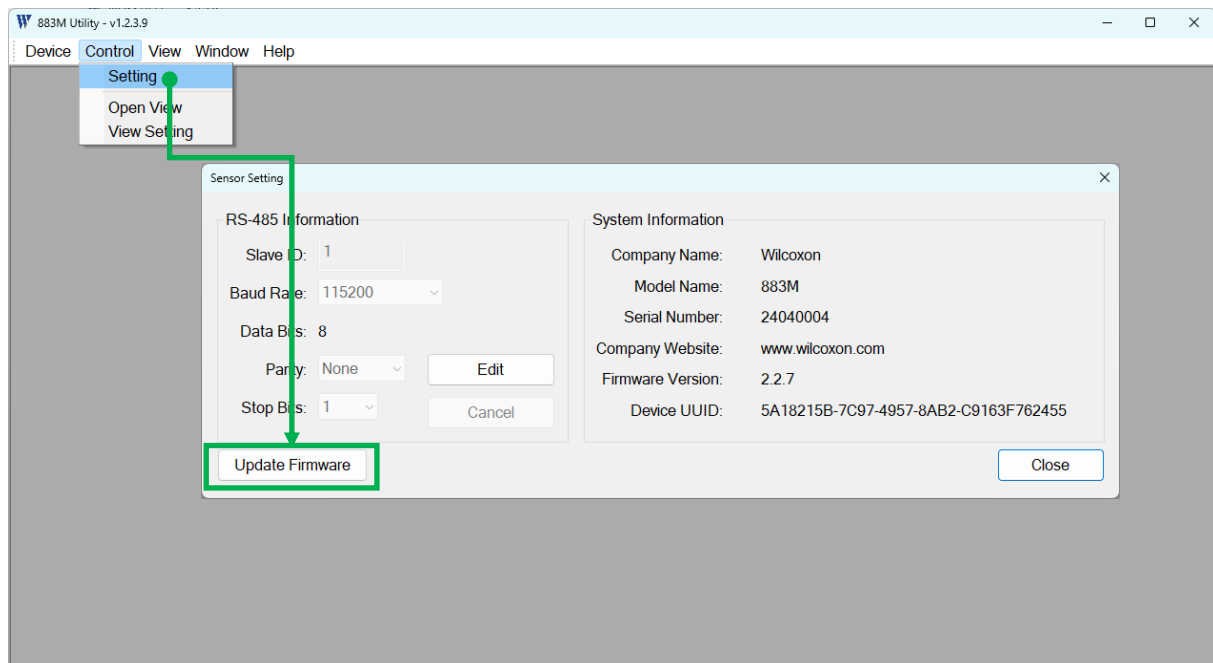 883M Utility - v1.2.3.9
Device Control View Window Help
Setting
Open View
View Setting
Sensor Setting
RS-485 Information
Slave ID: 1
Baud Rate: 115200
Data Bits: 8
Parity: None
Edit
Stop Bits: 1
Cancel
System Information
Company Name: Wilcoxon
Model Name: 883M
Serial Number: 24040004
Company Website: www.wilcoxon.com
Firmware Version: 2.2.7
Device UUID: 5A18215B-7C97-4957-8AB2-C9163F762455
Update Firmware
Close